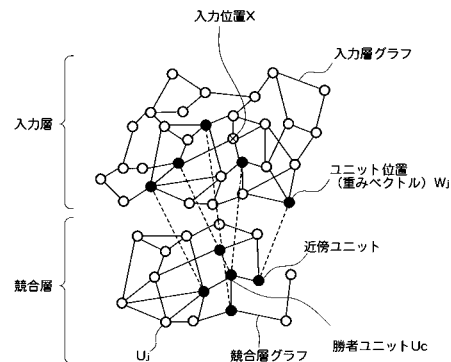 入力位置X
入力層グラフ
入力層
ユニット位置
（重みベクトル）Wj
近傍ユニット
競合層
勝者ユニットUc
Uj
競合層グラフ